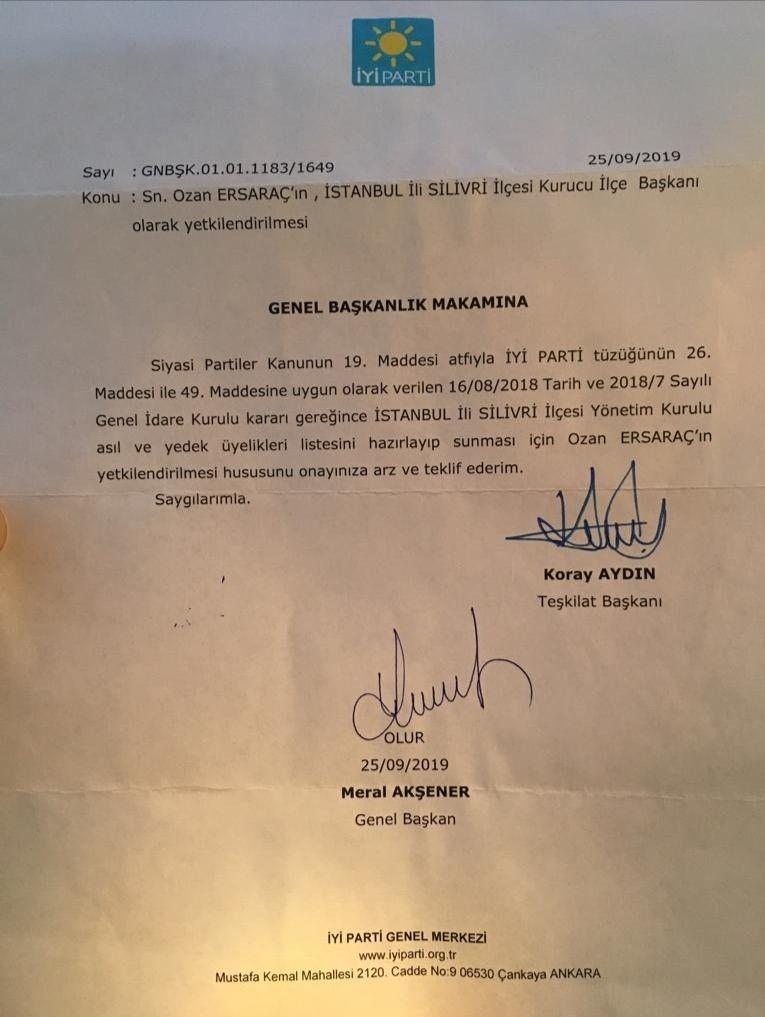 İYİ PARTİ
25/09/2019
Sayı : GNBŞK.01.01.1183/1649
Konu : Sn. Ozan ERSARAÇ’ın , İSTANBUL İli SİLİVRİ İlçesi Kurucu İlçe Başkanı
olarak yetkilendirilmesi
GENEL BAŞKANLIK MAKAMINA
Siyasi Partiler Kanunun 19. Maddesi atfıyla İYİ PARTİ tüzüğünün 26.
Maddesi ile 49. Maddesine uygun olarak verilen 16/08/2018 Tarih ve 2018/7 Sayılı
Genel İdare Kurulu kararı gereğince İSTANBUL İli SİLİVRİ İlçesi Yönetim Kurulu
asıl ve yedek üyelikleri listesini hazırlayıp sunması için Ozan ERSARAÇ’ın
yetkilendirilmesi hususunu onayınıza arz ve teklif ederim.
Saygılarımla.
Koray AYDIN
Teşkilat Başkanı
OLUR
25/09/2019
Meral AKŞENER
Genel Başkan
İYİ PARTİ GENEL MERKEZİ
www.iyiparti.org.tr
Mustafa Kemal Mahallesi 2120. Cadde No:9 06530 Çankaya ANKARA